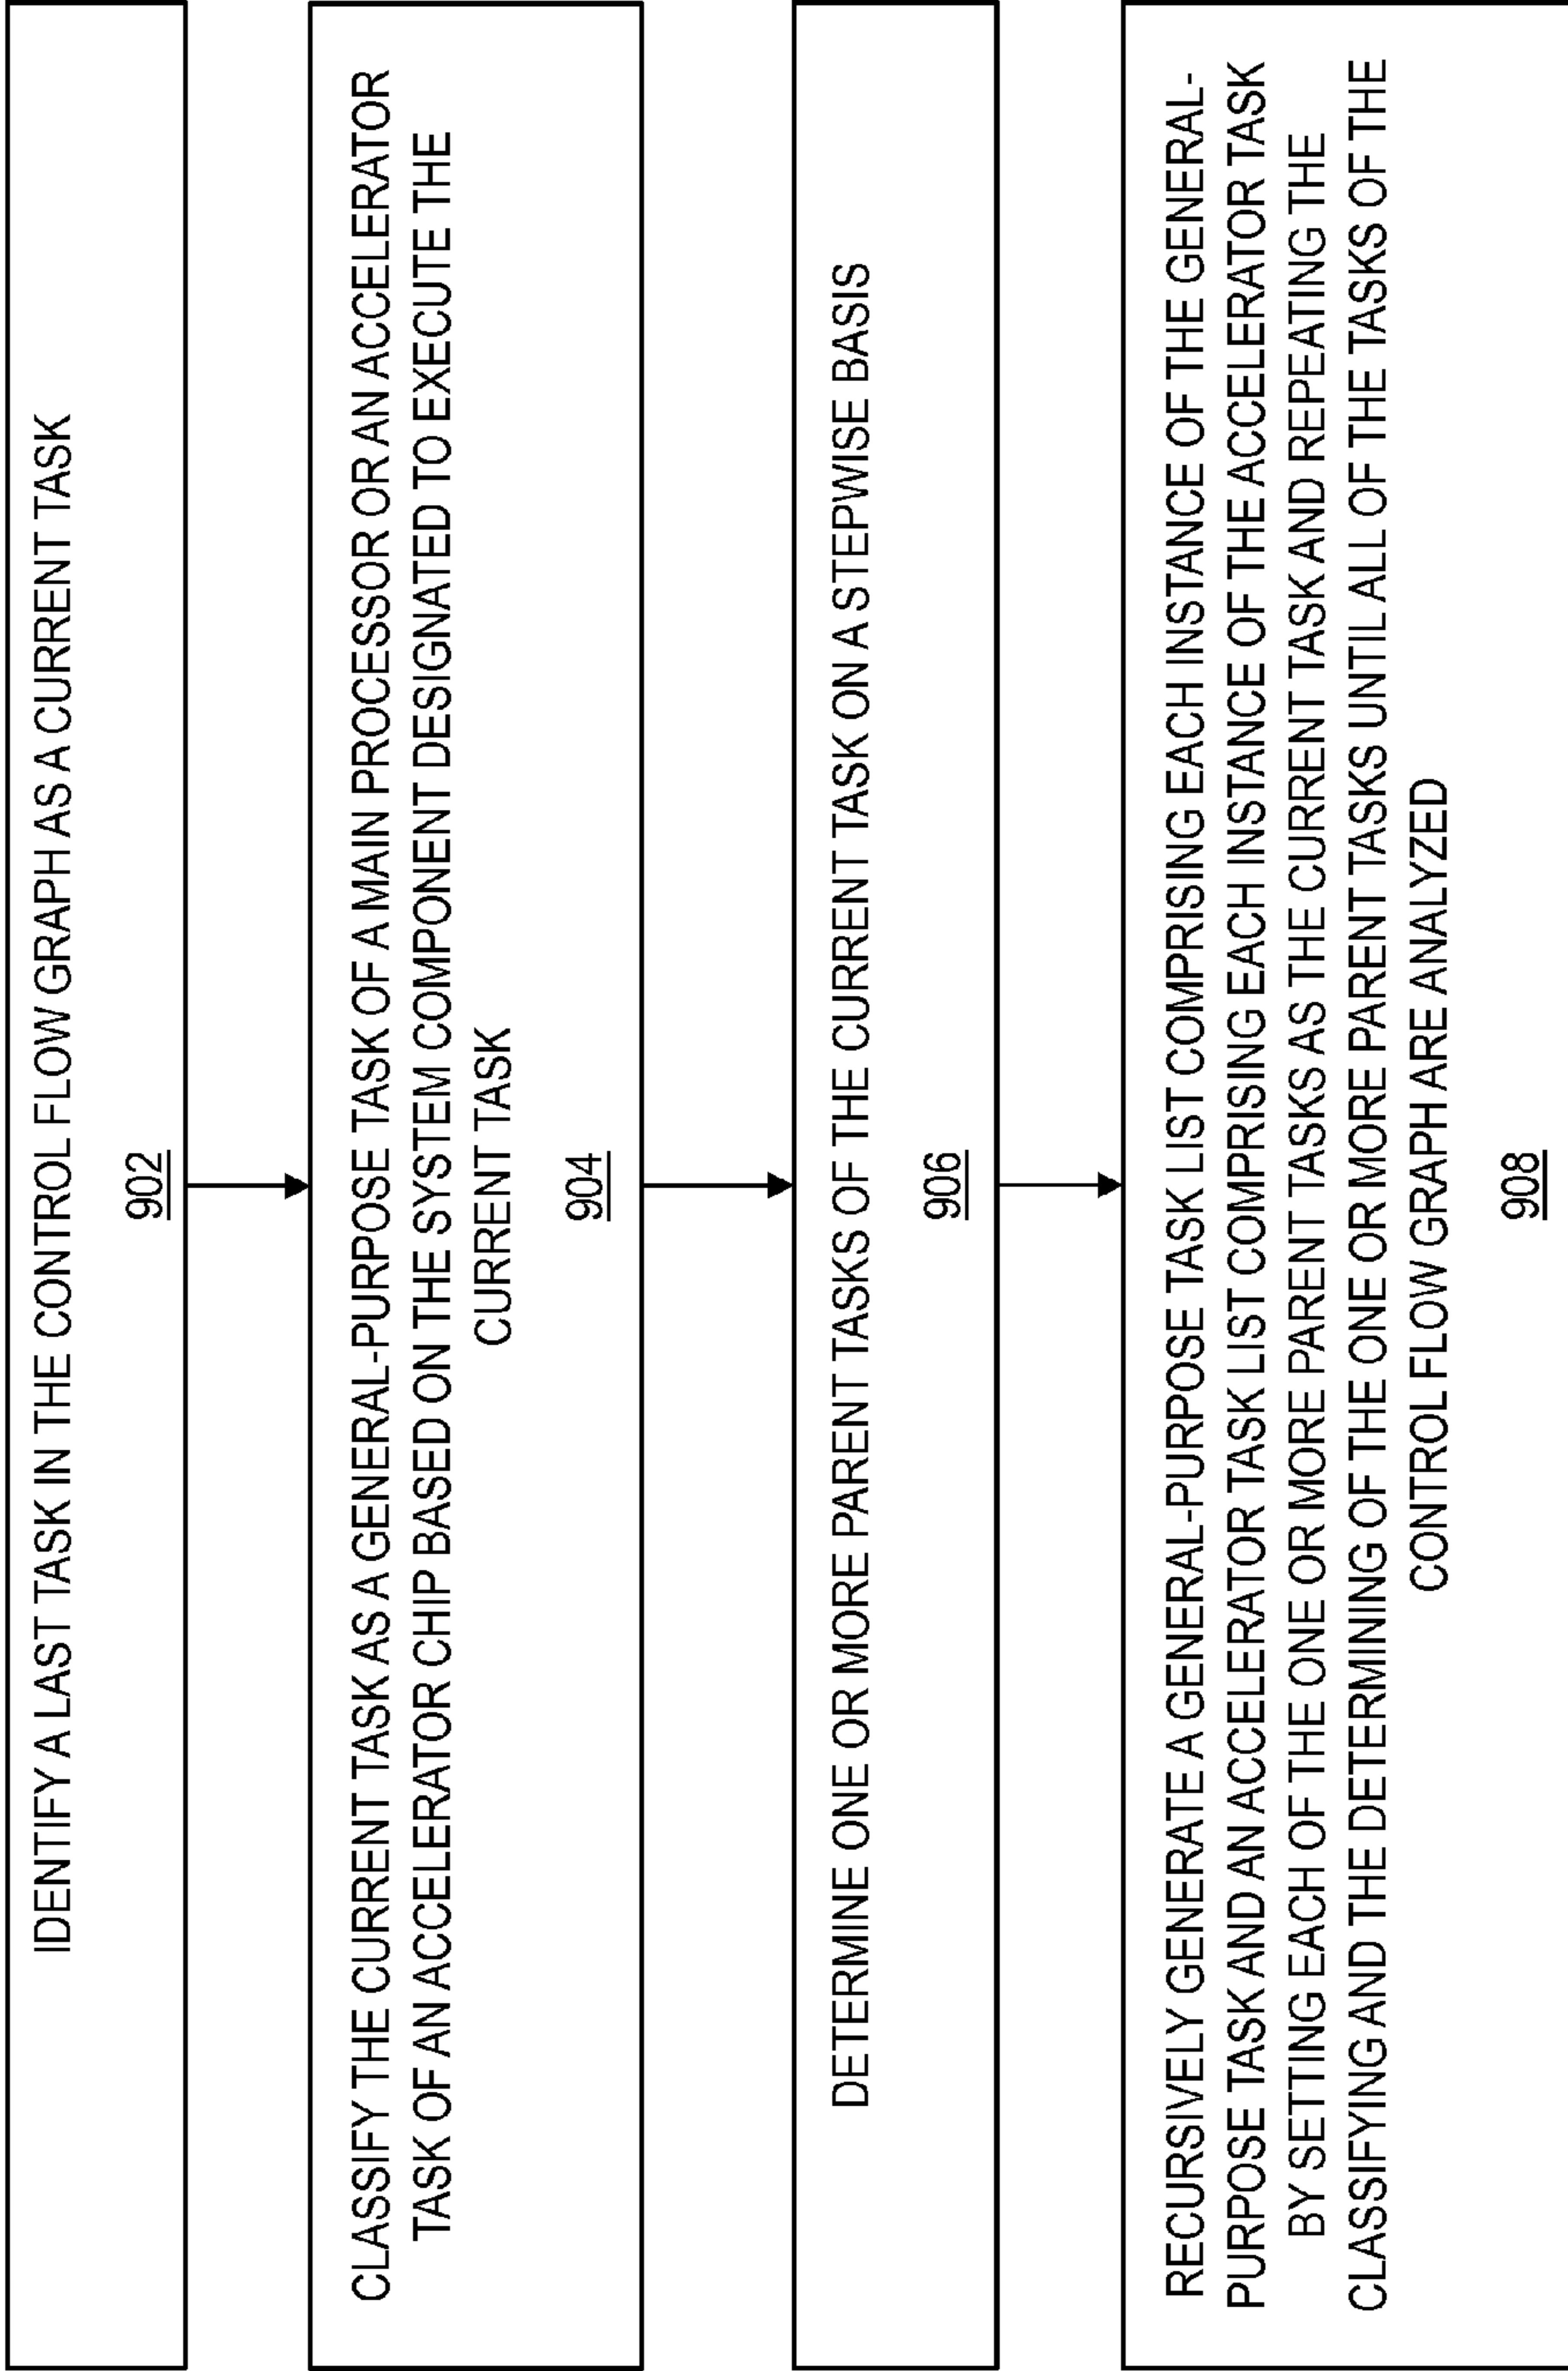 IDENTIFY A LAST TASK IN THE CONTROL FLOW GRAPH AS A CURRENT TASK
902
CLASSIFY THE CURRENT TASK AS A GENERAL-PURPOSE TASK OF A MAIN PROCESSOR OR AN ACCELERATOR
TASK OF AN ACCELERATOR CHIP BASED ON THE SYSTEM COMPONENT DESIGNATED TO EXECUTE THE
CURRENT TASK
904
DETERMINE ONE OR MORE PARENT TASKS OF THE CURRENT TASK ON A STEPWISE BASIS
906
RECURSIVELY GENERATE A GENERAL-PURPOSE TASK LIST COMPRISING EACH INSTANCE OF THE GENERAL-
PURPOSE TASK AND AN ACCELERATOR TASK LIST COMPRISING EACH INSTANCE OF THE ACCELERATOR TASK
BY SETTING EACH OF THE ONE OR MORE PARENT TASKS AS THE CURRENT TASK AND REPEATING THE
CLASSIFYING AND THE DETERMINING OF THE ONE OR MORE PARENT TASKS UNTIL ALL OF THE TASKS OF THE
CONTROL FLOW GRAPH ARE ANALYZED
908